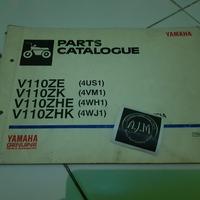 YAMAHA
PARTS
CATALOGUE
V110ZE (4US1)
V110ZK (4VM1)
V110ZHE (4WH1)
V110ZHK (4WJ1)
AJM
YAMAHA
GENUINE